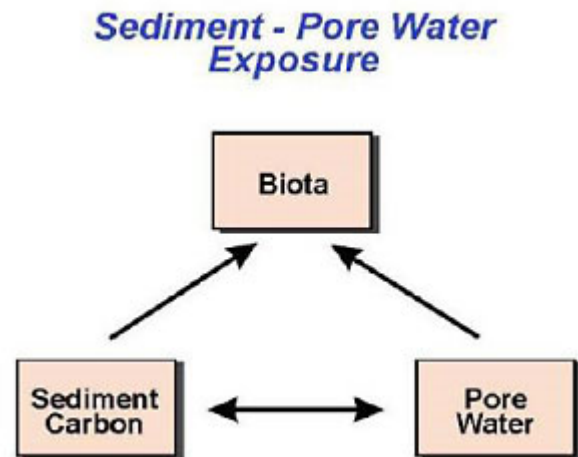 Sediment - Pore Water
Exposure
Biota
Sediment
Carbon
Pore
Water